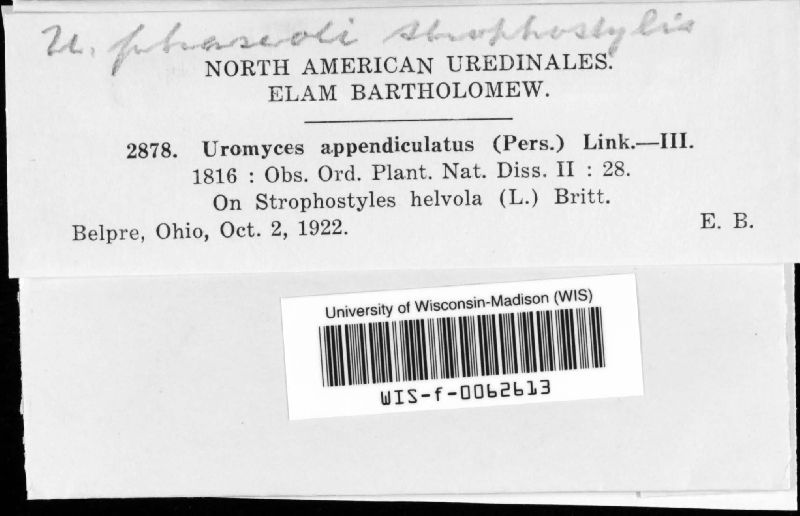 U. phaseoli strophostylis
NORTH AMERICAN UREDINALES.
ELAM BARTHOLOMEW.
2878. Uromyces appendiculatus (Pers.) Link.—III.
1816 : Obs. Ord. Plant. Nat. Diss. II : 28.
On Strophostyles helvola (L.) Britt.
Belpre, Ohio, Oct. 2, 1922. E. B.
University of Wisconsin-Madison (WIS)
WIS-f-0062613